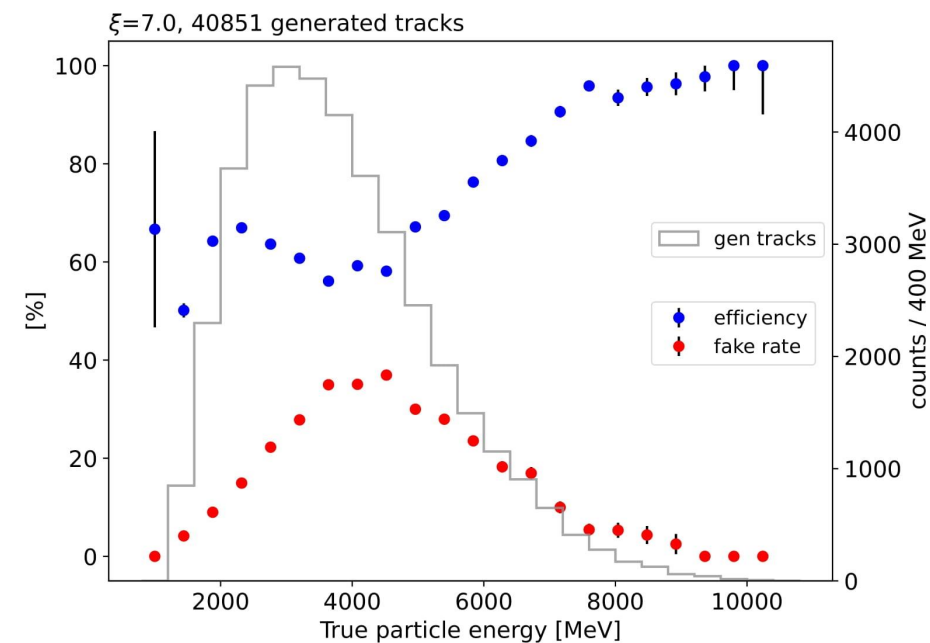 ξ=7.0, 40851 generated tracks
100
80
60
40
20
0
[%]
4000
3000
2000
1000
0
counts / 400 MeV
gen tracks
efficiency
fake rate
2000 4000 6000 8000 10000
True particle energy [MeV]